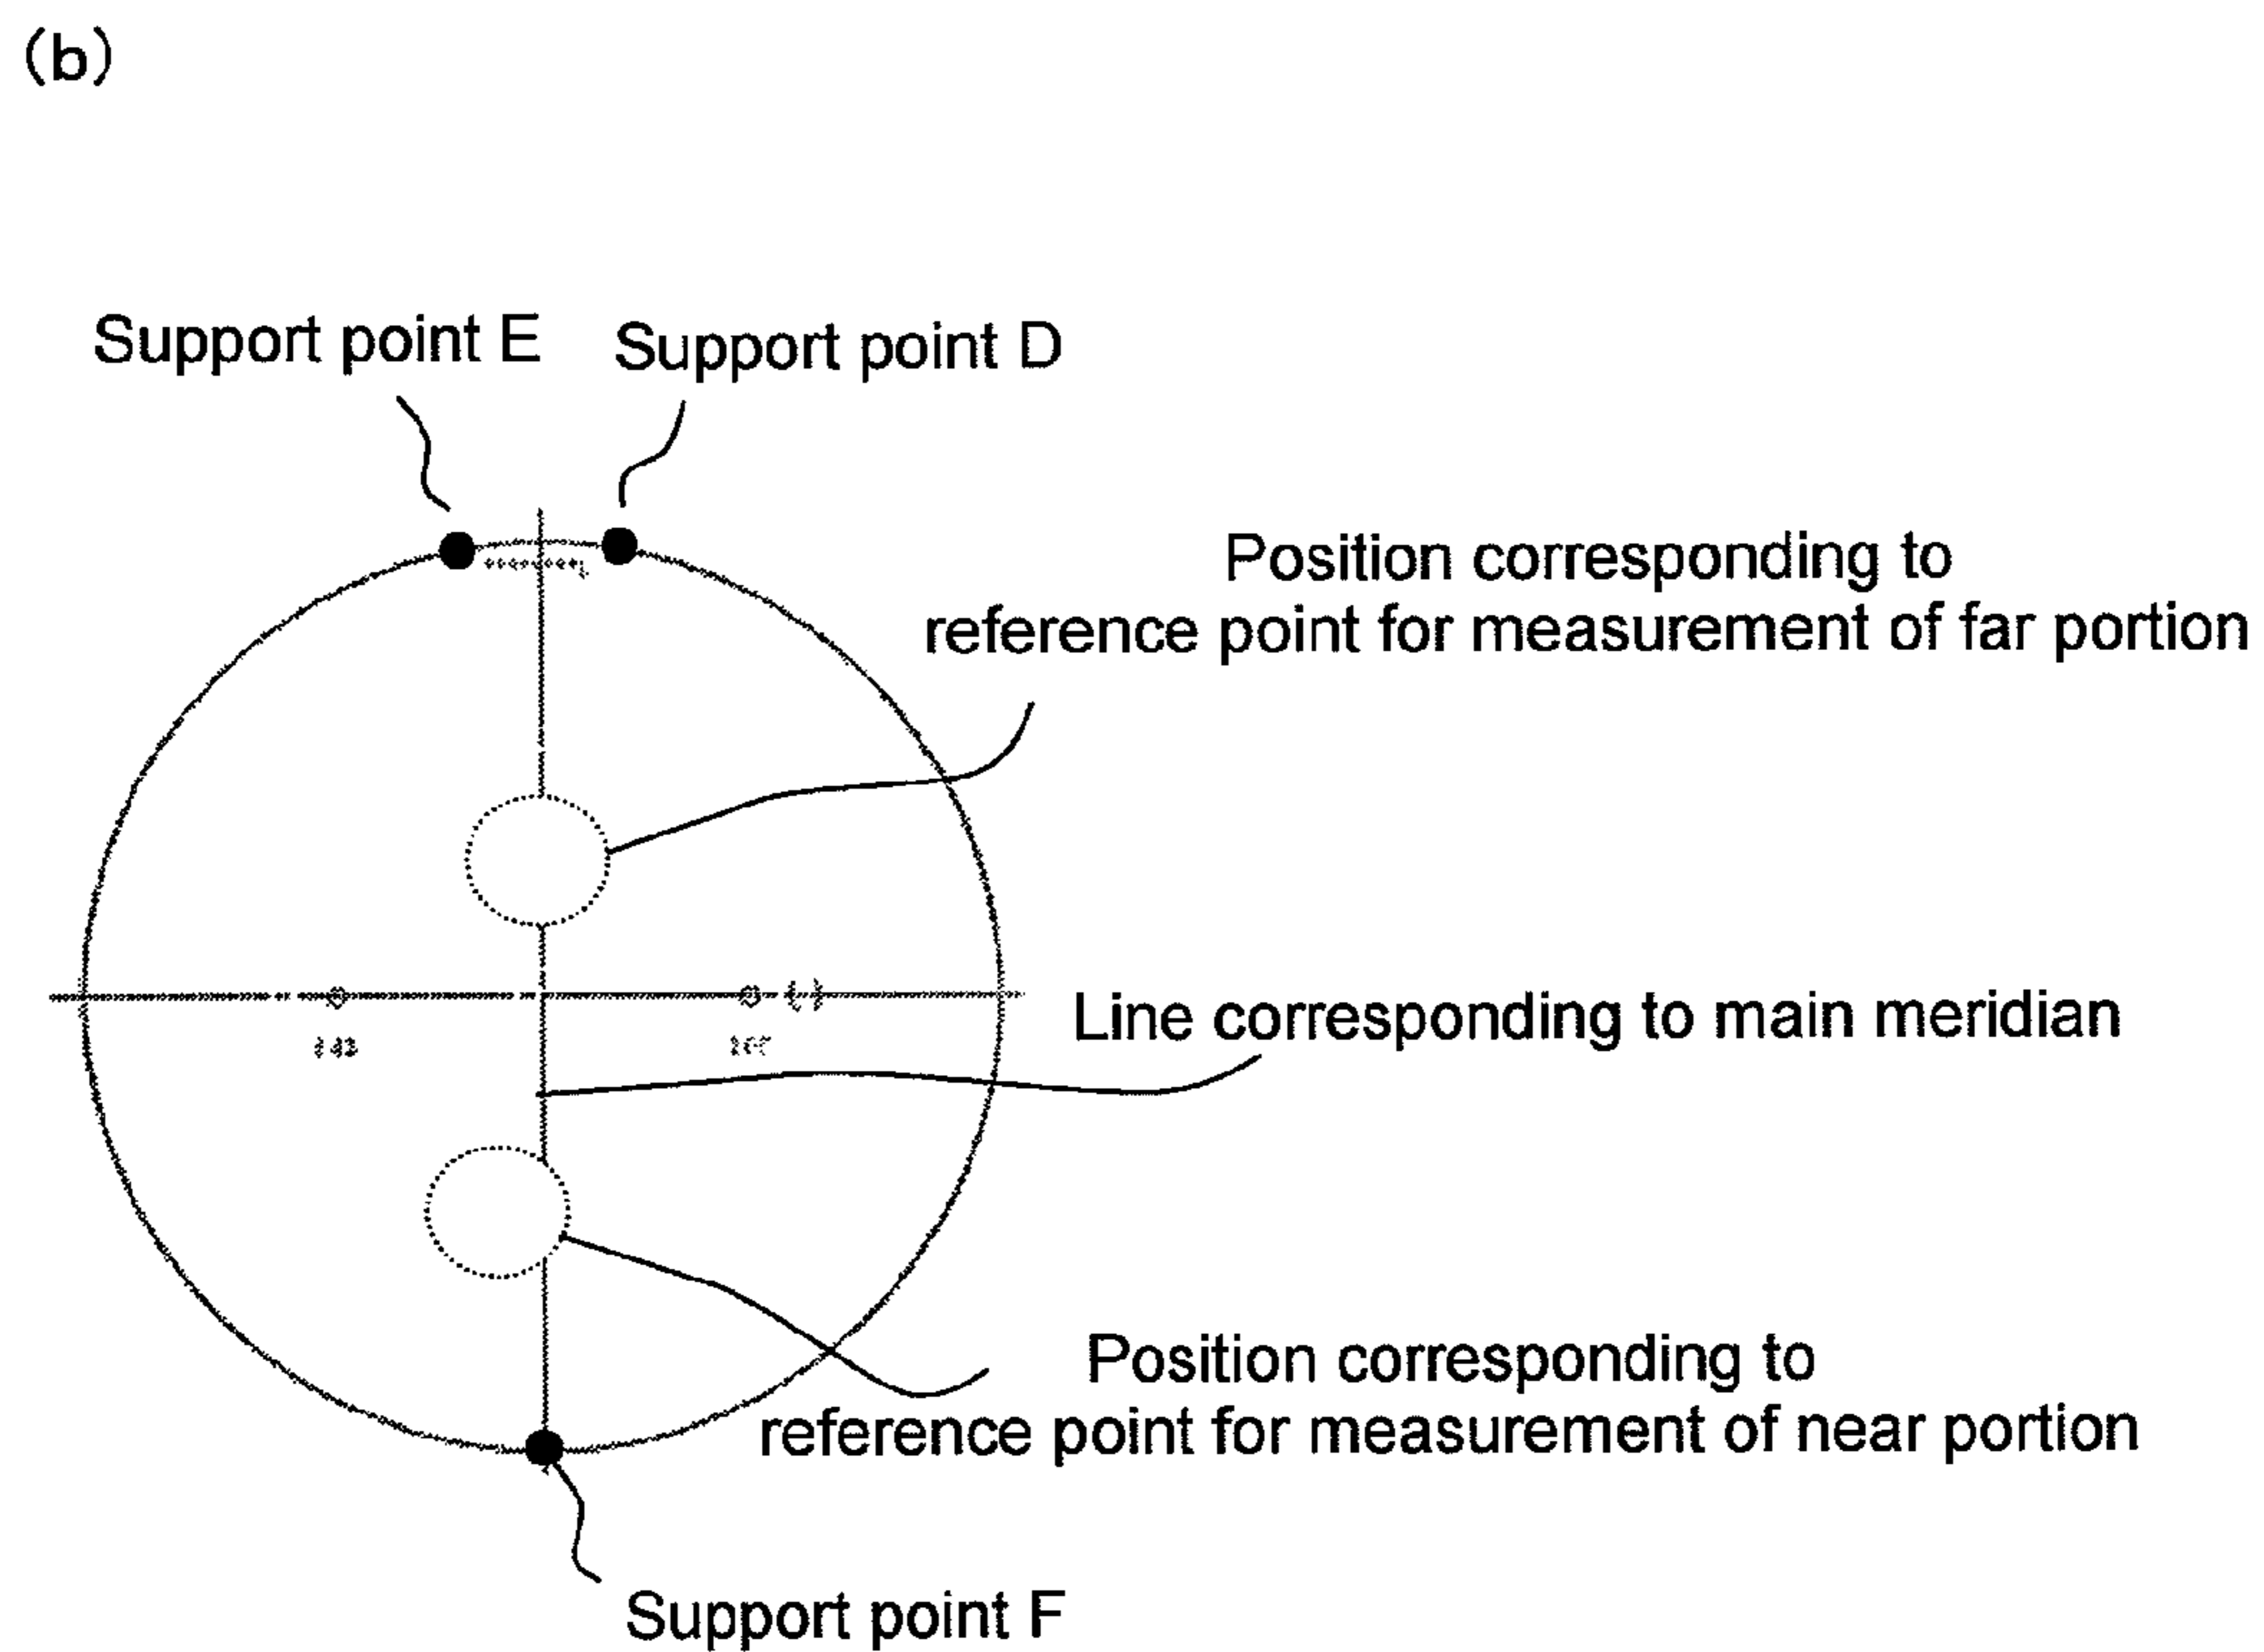 (b)
Support point E
Support point D
Position corresponding to
reference point for measurement of far portion
Line corresponding to main meridian
Position corresponding to
reference point for measurement of near portion
Support point F